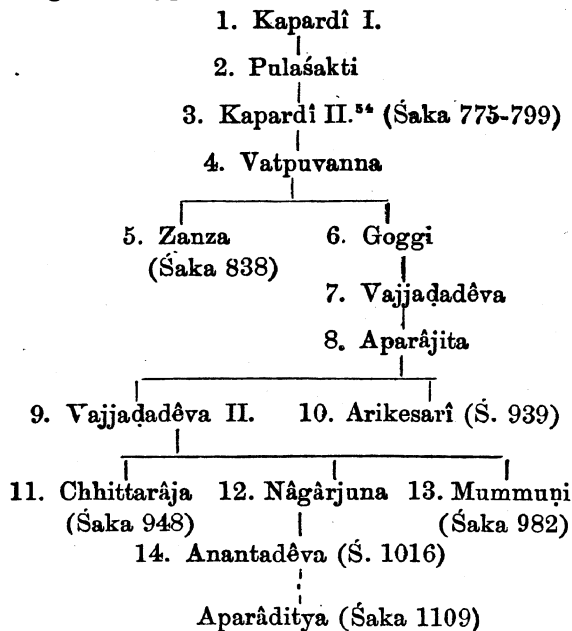 1. Kapardî I.
2. Pulaśakti
3. Kapardî II.⁵⁴ (Śaka 775-799)
4. Vatpuvanna
5. Zanza 6. Goggi
(Śaka 838)
7. Vajjaḍadêva
8. Aparâjita
9. Vajjaḍadêva II. 10. Arikesarî (Ś. 939)
11. Chhittarâja 12. Nâgârjuna 13. Mummuṇi
(Śaka 948) (Śaka 982)
14. Anantadêva (Ś. 1016)
Aparâditya (Śaka 1109)